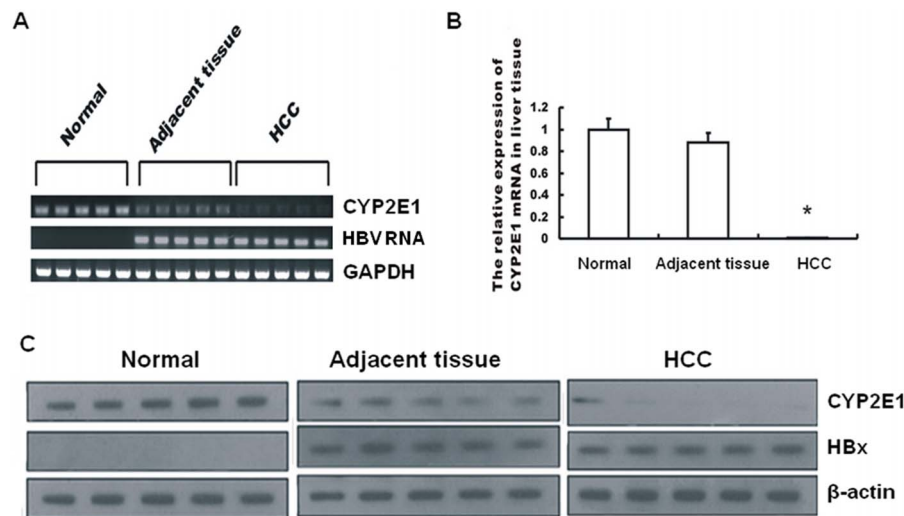 A
Normal
Adjacent tissue
HCC
CYP2E1
HBVRNA
GAPDH
B
The relative expression of
CYP2E1 mRNA in liver tissue
1.2
1
0.8
0.6
0.4
0.2
0
*
Normal
Adjacent tissue
HCC
C
Normal
Adjacent tissue
HCC
CYP2E1
HBx
β-actin